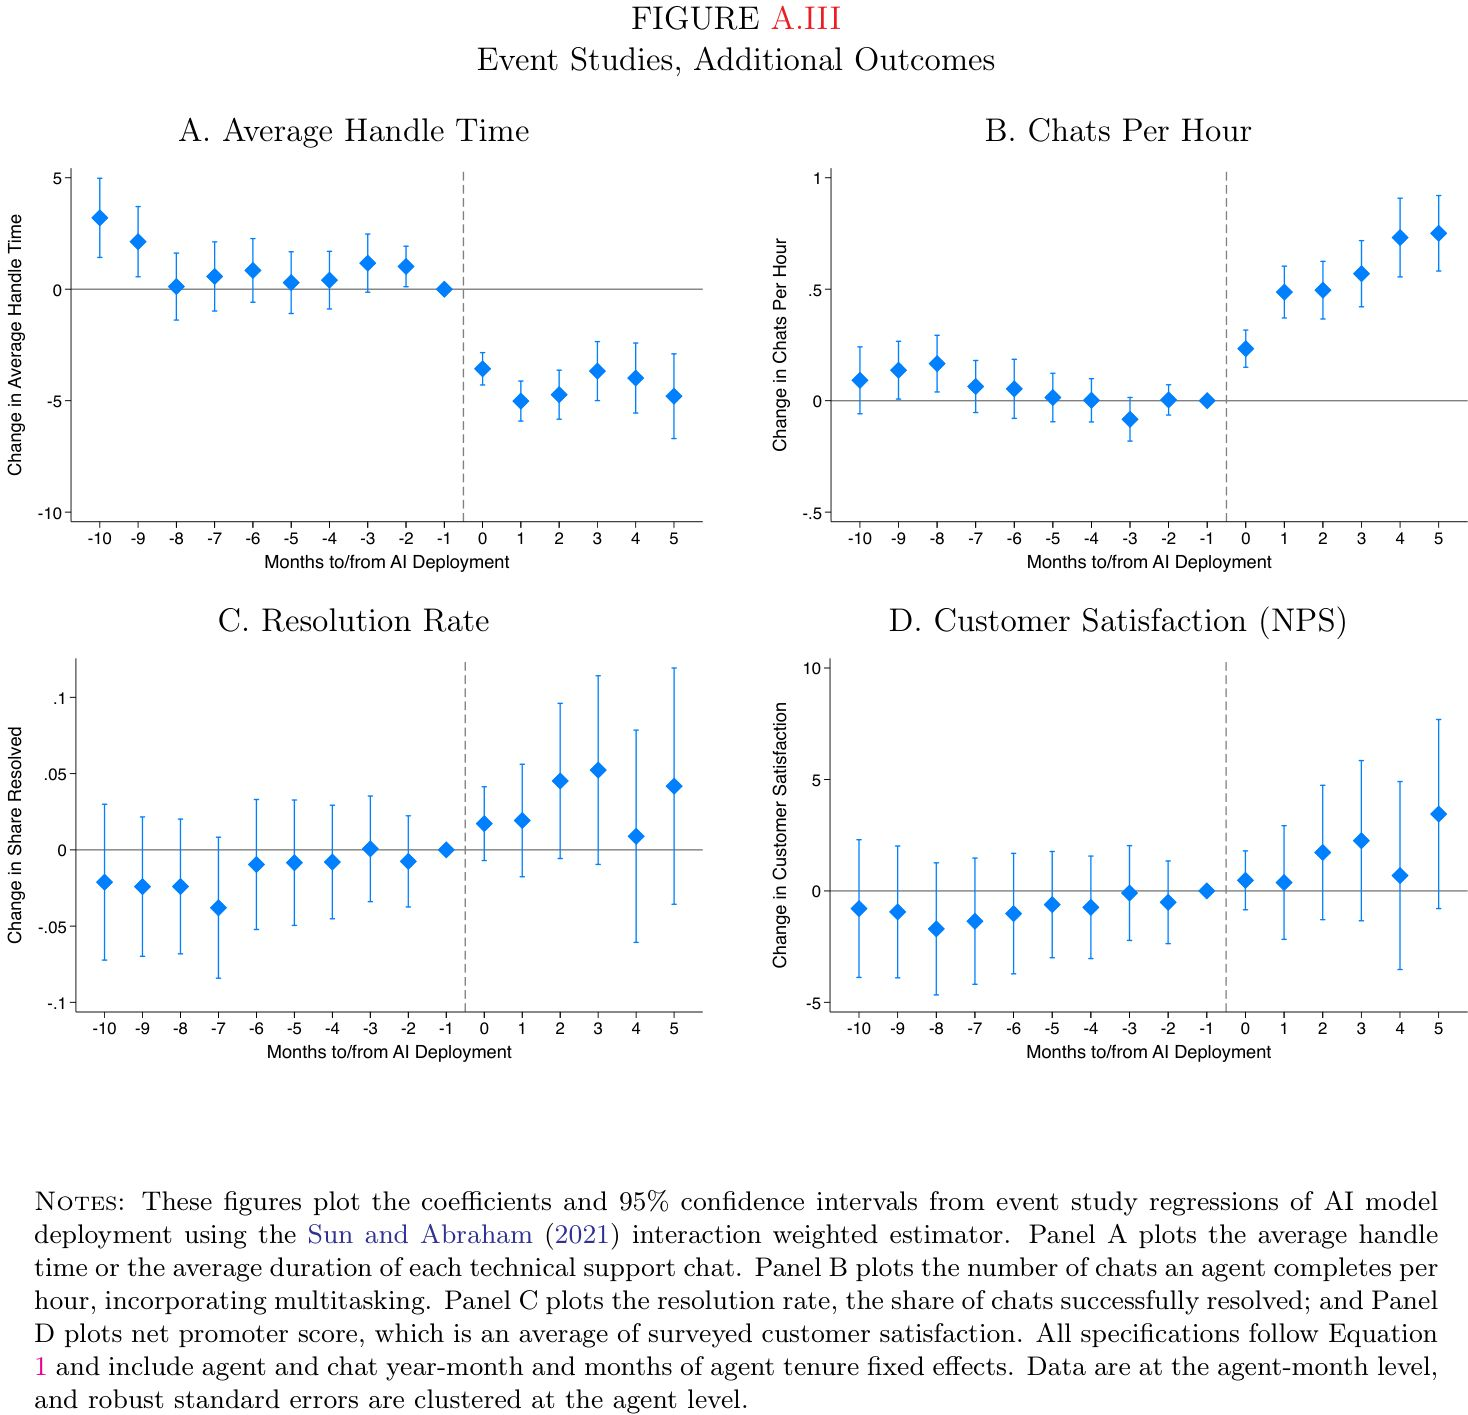 FIGURE A.III
Event Studies, Additional Outcomes
A. Average Handle Time
Change in Average Handle Time
5
0
-5
-10
-10 -9 -8 -7 -6 -5 -4 -3 -2 -1 0 1 2 3 4 5
Months to/from AI Deployment
B. Chats Per Hour
Change in Chats Per Hour
1
.5
0
-.5
-10 -9 -8 -7 -6 -5 -4 -3 -2 -1 0 1 2 3 4 5
Months to/from AI Deployment
C. Resolution Rate
Change in Share Resolved
.1
.05
0
-.05
-.1
-10 -9 -8 -7 -6 -5 -4 -3 -2 -1 0 1 2 3 4 5
Months to/from AI Deployment
D. Customer Satisfaction (NPS)
Change in Customer Satisfaction
10
5
0
-5
-10 -9 -8 -7 -6 -5 -4 -3 -2 -1 0 1 2 3 4 5
Months to/from AI Deployment
NOTES: These figures plot the coefficients and 95% confidence intervals from event study regressions of AI model
deployment using the Sun and Abraham (2021) interaction weighted estimator. Panel A plots the average handle
time or the average duration of each technical support chat. Panel B plots the number of chats an agent completes per
hour, incorporating multitasking. Panel C plots the resolution rate, the share of chats successfully resolved; and Panel
D plots net promoter score, which is an average of surveyed customer satisfaction. All specifications follow Equation
1 and include agent and chat year-month and months of agent tenure fixed effects. Data are at the agent-month level,
and robust standard errors are clustered at the agent level.